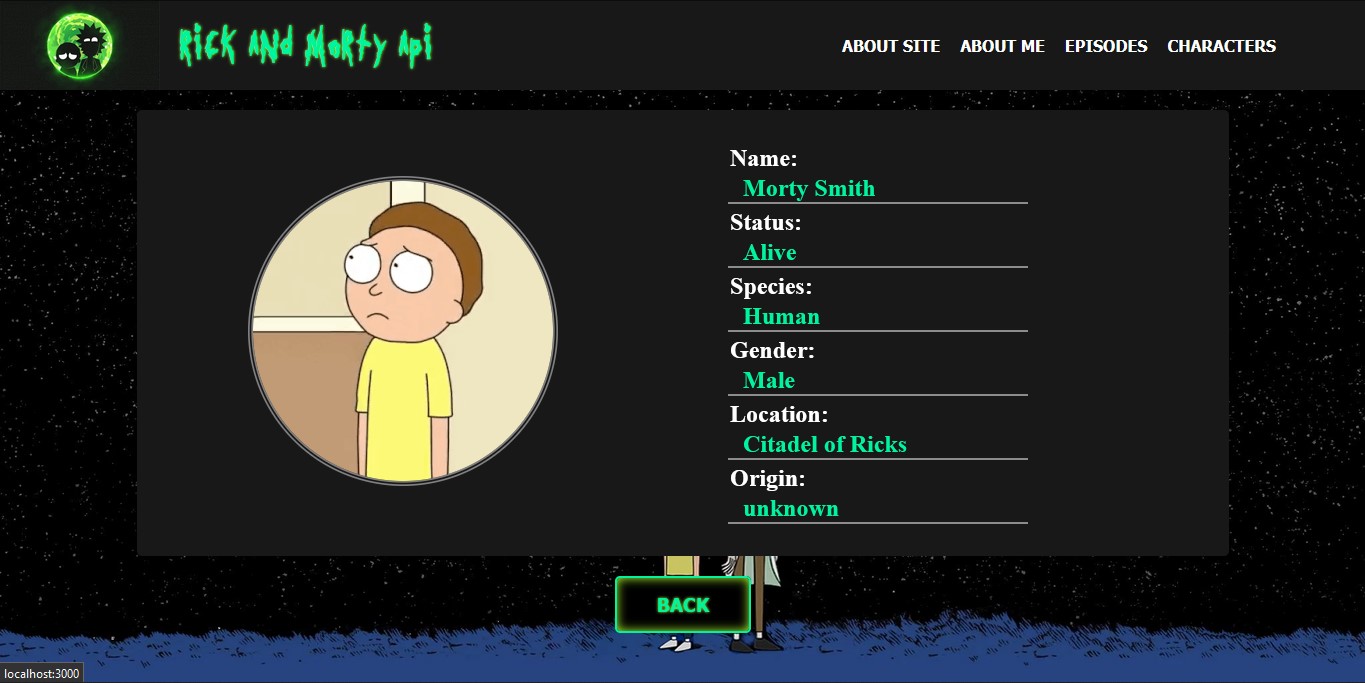 Rick and Morty Api
ABOUT SITE ABOUT ME EPISODES CHARACTERS
Name:
Morty Smith
Status:
Alive
Species:
Human
Gender:
Male
Location:
Citadel of Ricks
Origin:
unknown
BACK
localhost:3000